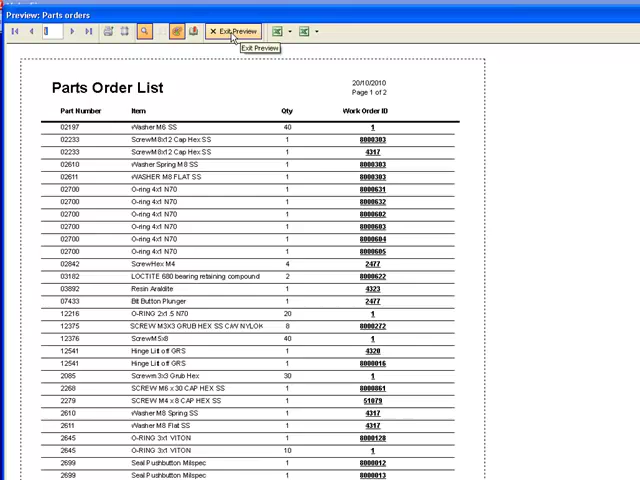 Preview: Parts orders
1
Exit Preview
Exit Preview
Parts Order List
20/10/2010
Page 1 of 2
Part Number Item Qty Work Order ID
02197 Washer M6 SS 40 1
02233 ScrewM8x12 Cap Hex SS 1 8000303
02233 ScrewM8x12 Cap Hex SS 1 4317
02610 Washer Spring M8 SS 1 8000303
02611 WASHER M8 FLAT SS 1 8000303
02700 O-ring 4x1 N70 1 8000631
02700 O-ring 4x1 N70 1 8000632
02700 O-ring 4x1 N70 1 8000602
02700 O-ring 4x1 N70 1 8000603
02700 O-ring 4x1 N70 1 8000604
02700 O-ring 4x1 N70 1 8000605
02842 ScrewHex M4 4 2477
03182 LOCTITE 680 bearing retaining compound 2 8000622
03892 Resin Araldite 1 4323
07433 Bit Button Plunger 1 2477
12216 O-RING 2x1.5 N70 20 1
12375 SCREW M3X3 GRUB HEX SS C/W NYLOK 8 8000272
12376 ScrewM5x8 40 1
12541 Hinge Lift off GRS 1 4320
12541 Hinge Lift off GRS 1 8000016
2085 Screwm 3x3 Grub Hex 30 1
2268 SCREW M6 x 30 CAP HEX SS 1 8000861
2279 SCREW M4 x 8 CAP HEX SS 1 51079
2610 Washer M8 Spring SS 1 4317
2611 Washer M8 Flat SS 1 4317
2645 O-RING 3x1 VITON 1 8000128
2645 O-RING 3x1 VITON 10 1
2699 Seal Pushbutton Milspec 1 8000012
2699 Seal Pushbutton Milspec 1 8000013